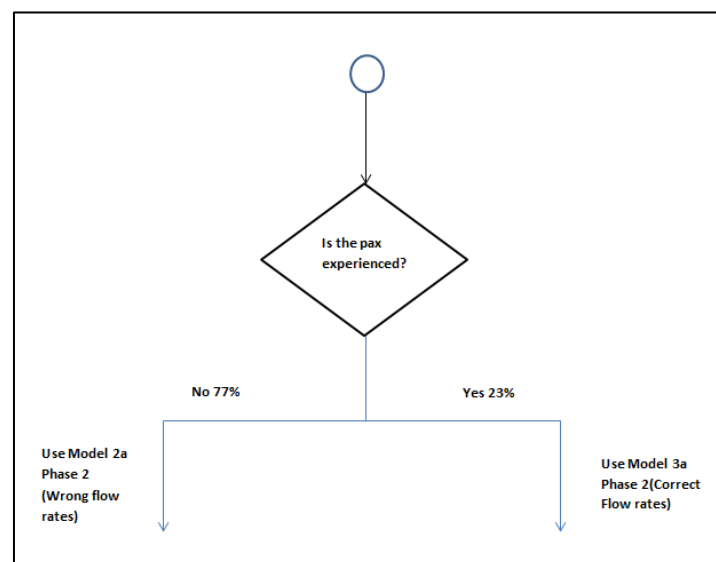 Is the pax
experienced?
No 77%
Yes 23%
Use Model 2a
Phase 2
(Wrong flow
rates)
Use Model 3a
Phase 2(Correct
Flow rates)